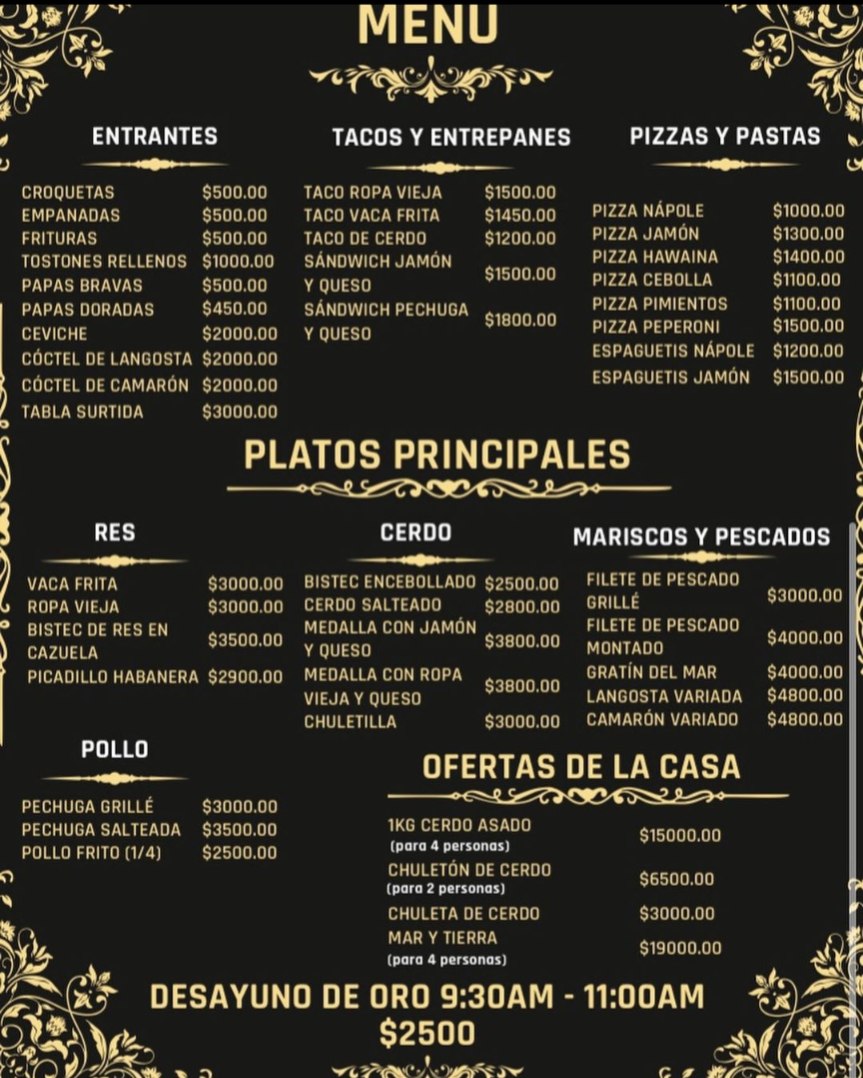 MENÚ
ENTRANTES
CROQUETAS $500.00
EMPANADAS $500.00
FRITURAS $500.00
TOSTONES RELLENOS $1000.00
PAPAS BRAVAS $500.00
PAPAS DORADAS $450.00
CEVICHE $2000.00
CÓCTEL DE LANGOSTA $2000.00
CÓCTEL DE CAMARÓN $2000.00
TABLA SURTIDA $3000.00
TACOS Y ENTREPANES
TACO ROPA VIEJA $1500.00
TACO VACA FRITA $1450.00
TACO DE CERDO $1200.00
SÁNDWICH JAMÓN
Y QUESO $1500.00
SÁNDWICH PECHUGA
Y QUESO $1800.00
PIZZAS Y PASTAS
PIZZA NÁPOLE $1000.00
PIZZA JAMÓN $1300.00
PIZZA HAWAINA $1400.00
PIZZA CEBOLLA $1100.00
PIZZA PIMIENTOS $1100.00
PIZZA PEPERONI $1500.00
ESPAGUETIS NÁPOLE $1200.00
ESPAGUETIS JAMÓN $1500.00
PLATOS PRINCIPALES
RES
VACA FRITA $3000.00
ROPA VIEJA $3000.00
BISTEC DE RES EN
CAZUELA $3500.00
PICADILLO HABANERA $2900.00
CERDO
BISTEC ENCEBOLLADO $2500.00
CERDO SALTEADO $2800.00
MEDALLA CON JAMÓN
Y QUESO $3800.00
MEDALLA CON ROPA
VIEJA Y QUESO $3800.00
CHULETILLA $3000.00
MARISCOS Y PESCADOS
FILETE DE PESCADO
GRILLÉ $3000.00
FILETE DE PESCADO
MONTADO $4000.00
GRATÍN DEL MAR $4000.00
LANGOSTA VARIADA $4800.00
CAMARÓN VARIADO $4800.00
POLLO
PECHUGA GRILLÉ $3000.00
PECHUGA SALTEADA $3500.00
POLLO FRITO (1/4) $2500.00
OFERTAS DE LA CASA
1KG CERDO ASADO $15000.00
(para 4 personas)
CHULETÓN DE CERDO $6500.00
(para 2 personas)
CHULETA DE CERDO $3000.00
MAR Y TIERRA $19000.00
(para 4 personas)
DESAYUNO DE ORO 9:30AM - 11:00AM
$2500